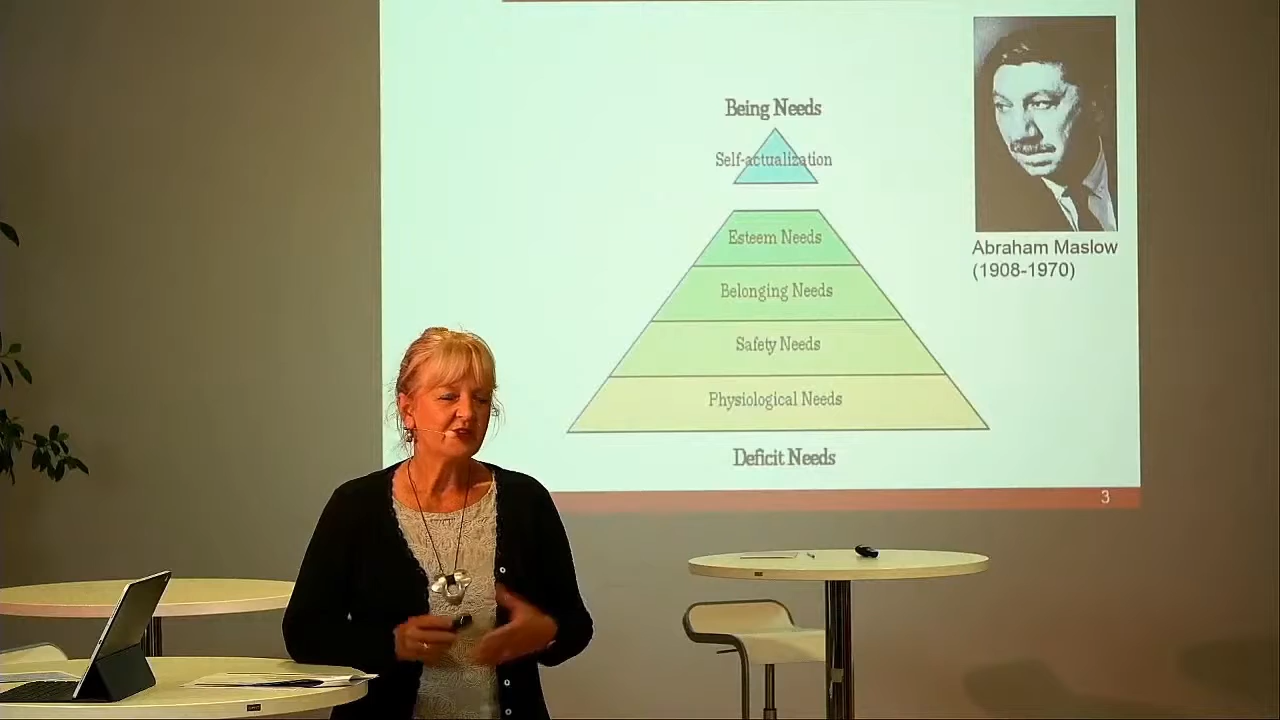 Being Needs
Self-actualization
Esteem Needs
Belonging Needs
Safety Needs
Physiological Needs
Deficit Needs
Abraham Maslow
(1908-1970)
3